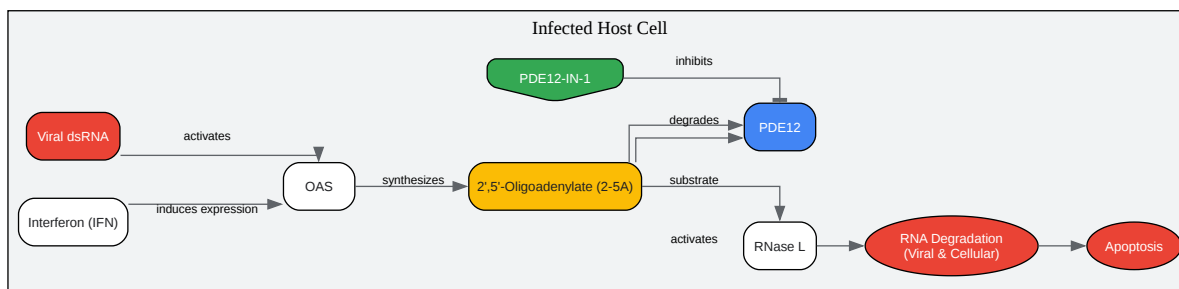 Infected Host Cell
PDE12-IN-1
inhibits
Viral dsRNA
activates
degrades
PDE12
OAS
synthesizes
2',5'-Oligoadenylate (2-5A)
substrate
Interferon (IFN)
induces expression
activates
RNase L
RNA Degradation
(Viral & Cellular)
Apoptosis